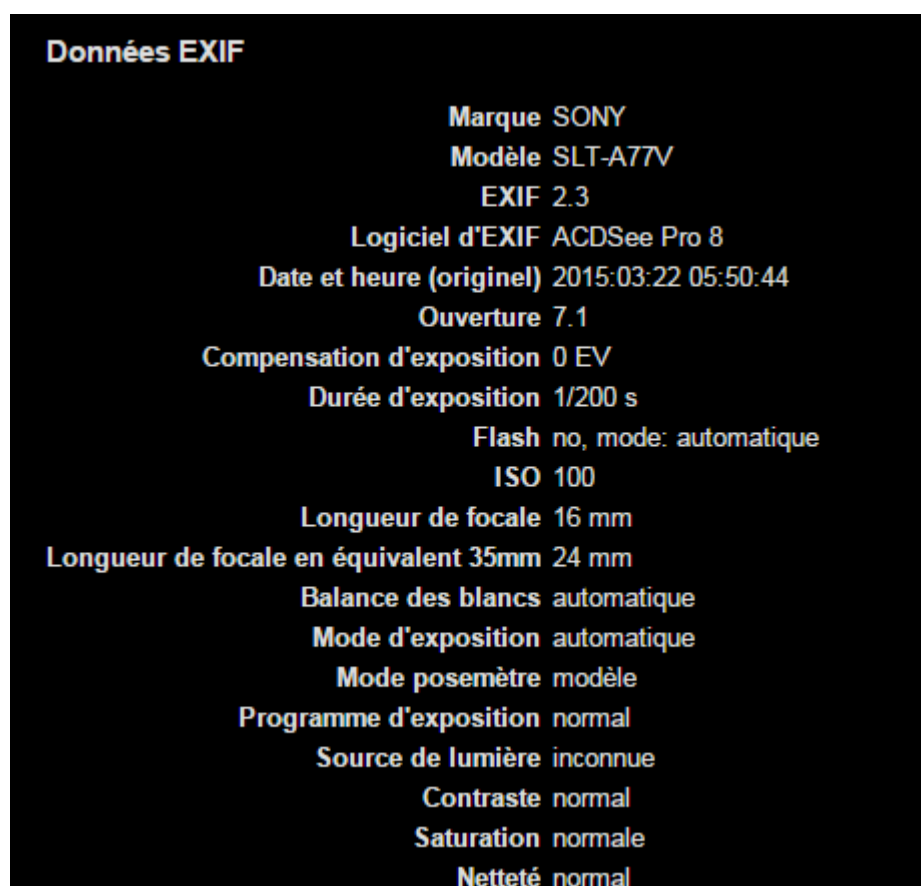 Données EXIF
Marque SONY
Modèle SLT-A77V
EXIF 2.3
Logiciel d'EXIF ACDSee Pro 8
Date et heure (originel) 2015:03:22 05:50:44
Ouverture 7.1
Compensation d'exposition 0 EV
Durée d'exposition 1/200 s
Flash no, mode: automatique
ISO 100
Longueur de focale 16 mm
Longueur de focale en équivalent 35mm 24 mm
Balance des blancs automatique
Mode d'exposition automatique
Mode posemètre modèle
Programme d'exposition normal
Source de lumière inconnue
Contraste normal
Saturation normale
Netteté normal